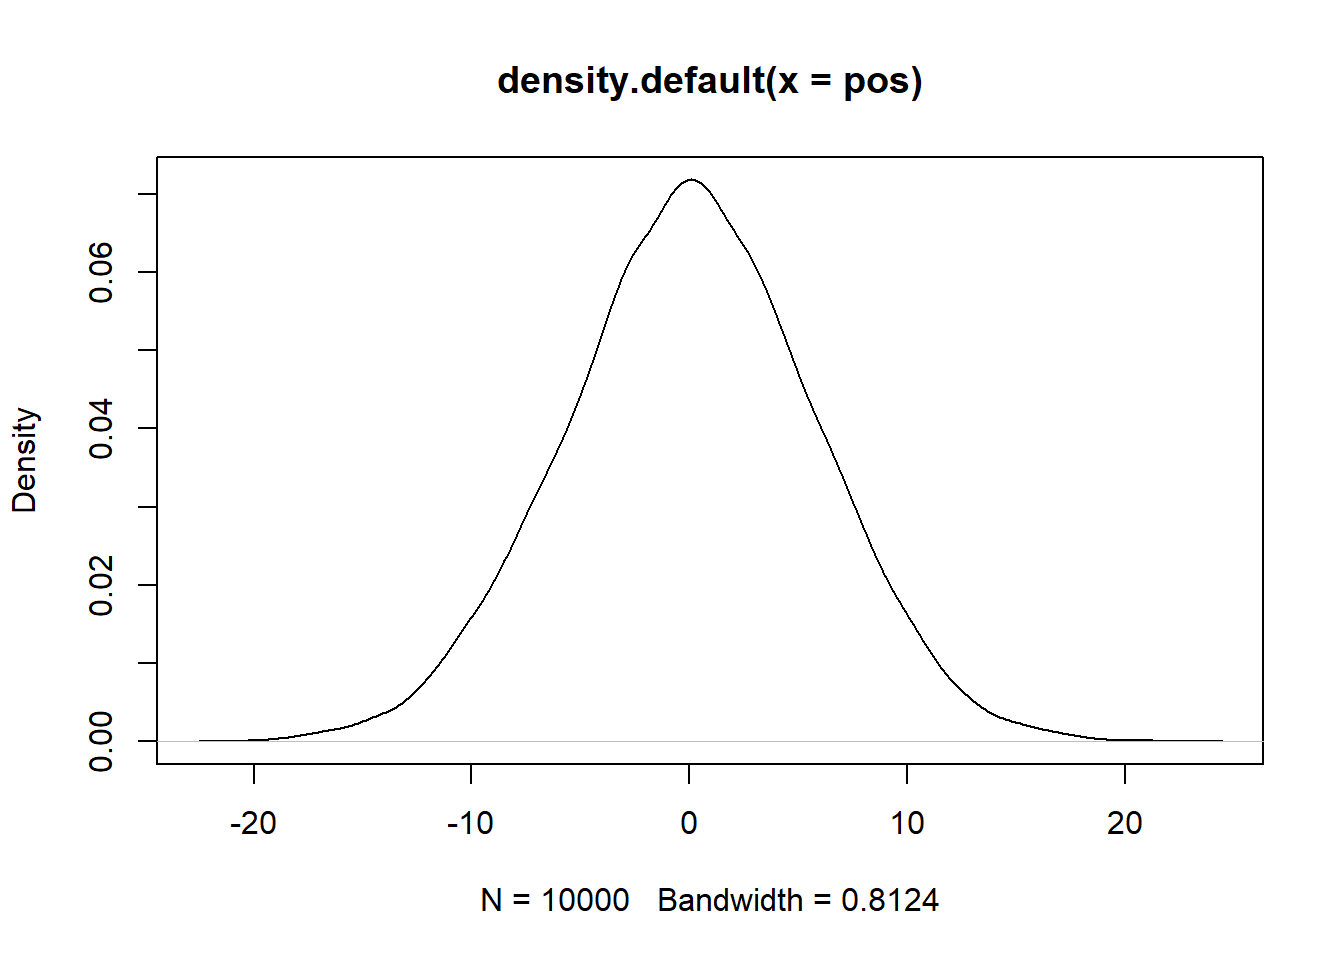 density.default(x = pos)
Density
0.06
0.04
0.02
0.00
-20 -10 0 10 20
N = 10000 Bandwidth = 0.8124